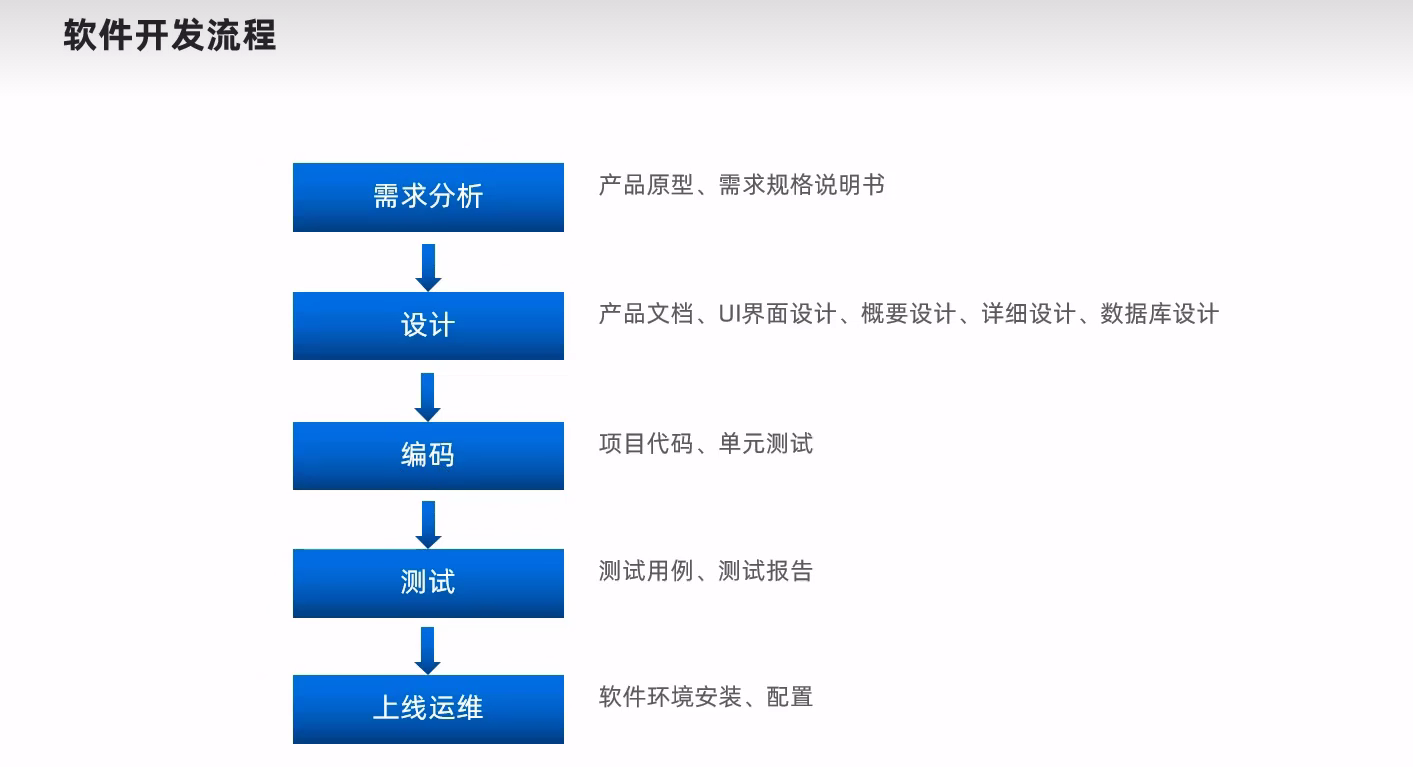 软件开发流程
需求分析
产品原型、需求规格说明书
设计
产品文档、UI界面设计、概要设计、详细设计、数据库设计
编码
项目代码、单元测试
测试
测试用例、测试报告
上线运维
软件环境安装、配置